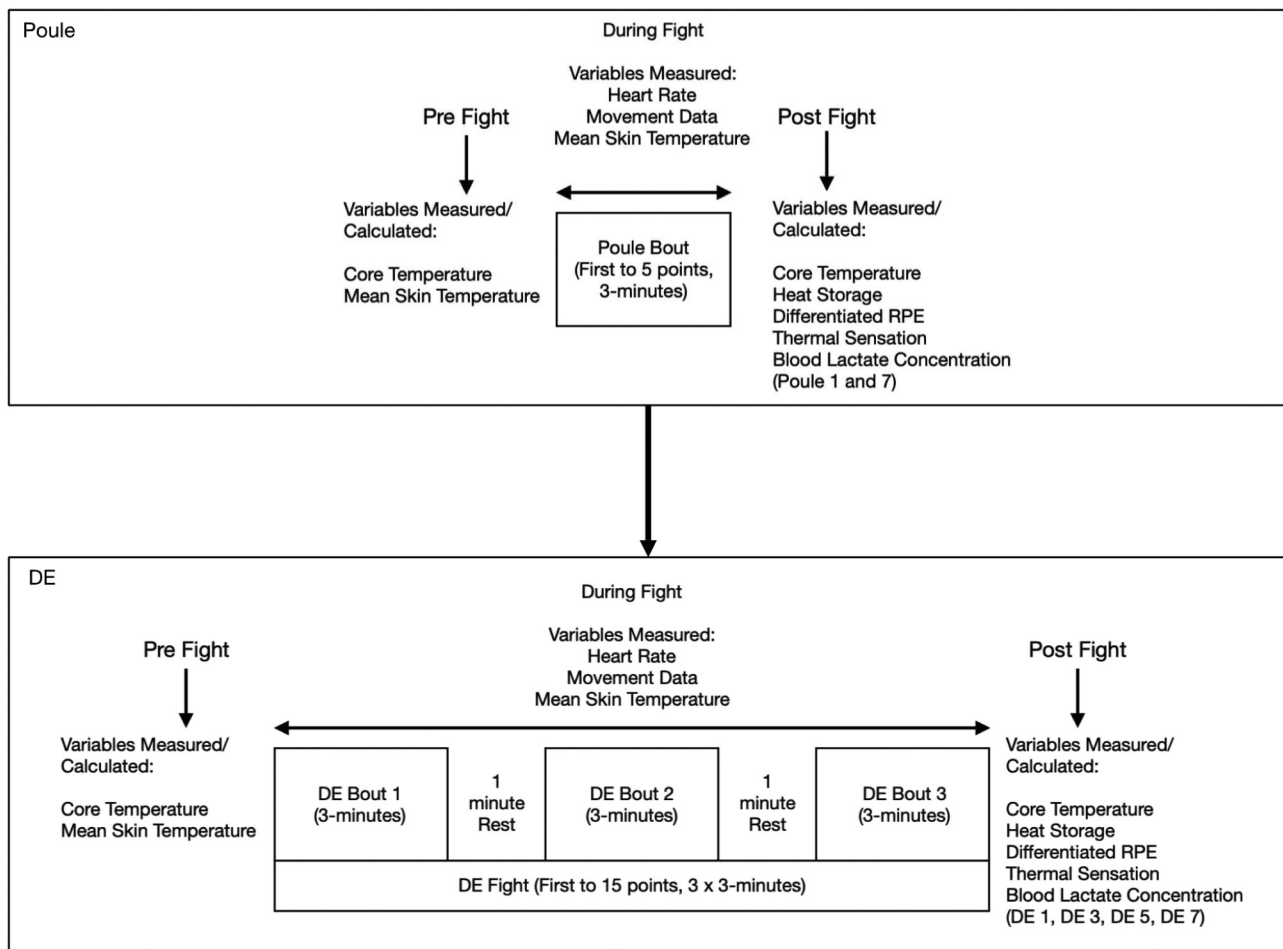 Poule
During Fight
Variables Measured:
Heart Rate
Movement Data
Mean Skin Temperature
Pre Fight
Variables Measured/
Calculated:
Core Temperature
Mean Skin Temperature
Poule Bout
(First to 5 points,
3-minutes)
Post Fight
Variables Measured/
Calculated:
Core Temperature
Heat Storage
Differentiated RPE
Thermal Sensation
Blood Lactate Concentration
(Poule 1 and 7)
DE
During Fight
Variables Measured:
Heart Rate
Movement Data
Mean Skin Temperature
Pre Fight
Variables Measured/
Calculated:
Core Temperature
Mean Skin Temperature
DE Bout 1
(3-minutes)
1
minute
Rest
DE Bout 2
(3-minutes)
1
minute
Rest
DE Bout 3
(3-minutes)
DE Fight (First to 15 points, 3 x 3-minutes)
Post Fight
Variables Measured/
Calculated:
Core Temperature
Heat Storage
Differentiated RPE
Thermal Sensation
Blood Lactate Concentration
(DE 1, DE 3, DE 5, DE 7)